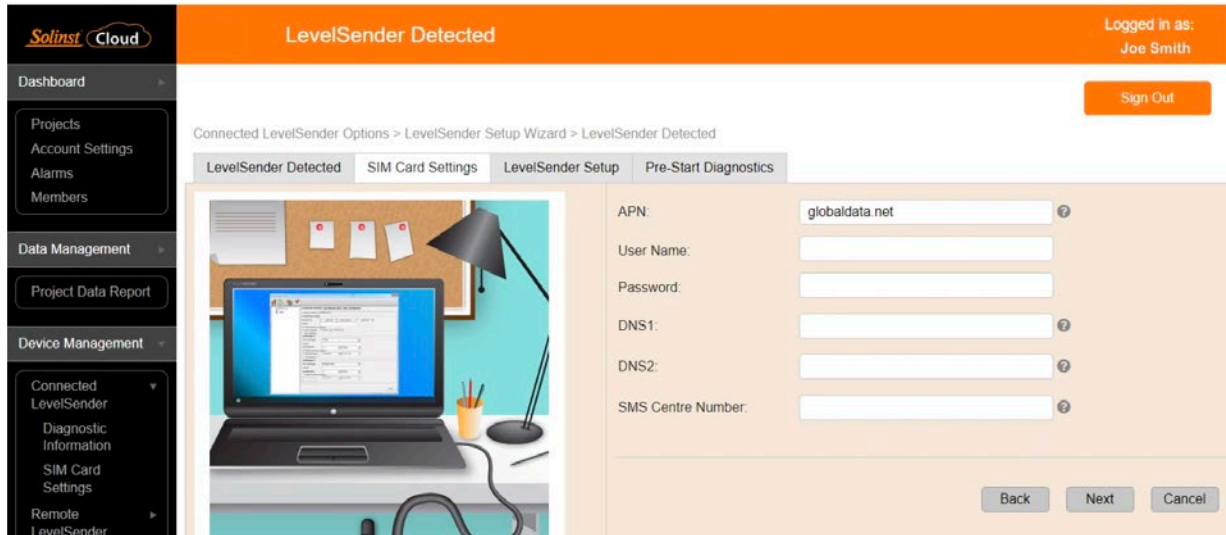 Solinst Cloud
LevelSender Detected
Logged in as:
Joe Smith
Sign Out
Dashboard
Projects
Account Settings
Alarms
Members
Data Management
Project Data Report
Device Management
Connected
LevelSender
Diagnostic
Information
SIM Card
Settings
Remote
LevelSender
Connected LevelSender Options > LevelSender Setup Wizard > LevelSender Detected
LevelSender Detected
SIM Card Settings
LevelSender Setup
Pre-Start Diagnostics
APN:
globaldata.net
User Name:
Password:
DNS1:
DNS2:
SMS Centre Number:
Back
Next
Cancel